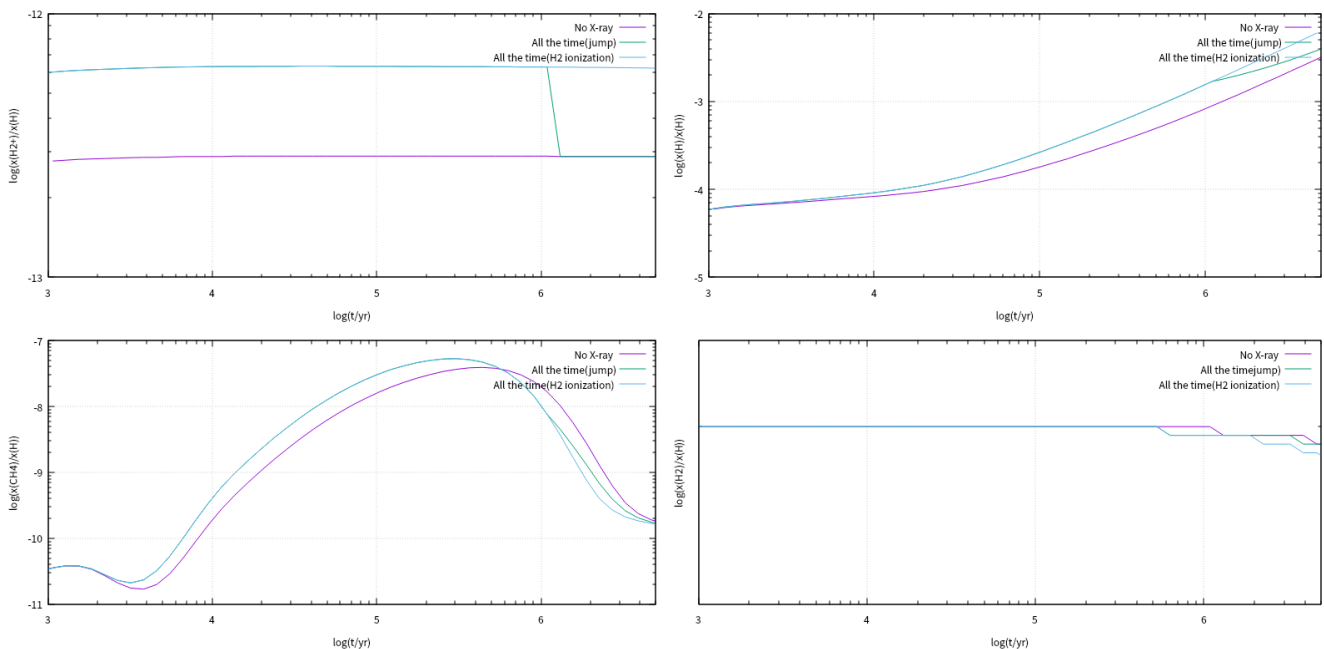 -12
-13
3
4
5
6
log(t/yr)
log(x(H2+)/x(H))
No X-ray
All the time(jump)
All the time(H2 ionization)
-2
-3
-4
-5
3
4
5
6
log(t/yr)
log(x(H)/x(H))
No X-ray
All the time(jump)
All the time(H2 ionization)
-7
-8
-9
-10
-11
3
4
5
6
log(t/yr)
log(x(CH4)/x(H))
No X-ray
All the time(jump)
All the time(H2 ionization)
3
4
5
6
log(t/yr)
log(x(H2)/x(H))
No X-ray
All the timejump)
All the time(H2 ionization)